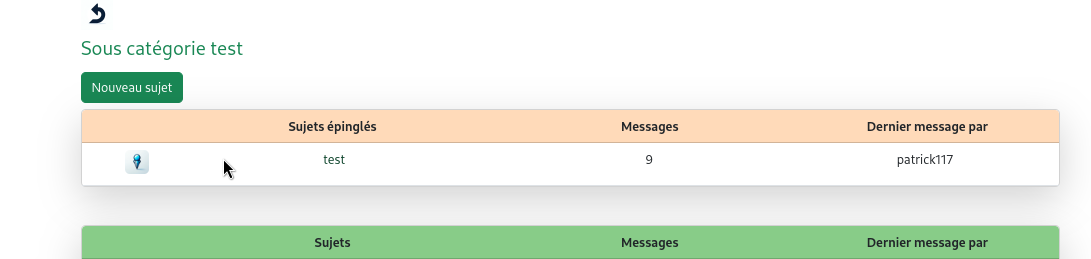 Sous catégorie test
Nouveau sujet
Sujets épinglés Messages Dernier message par
test 9 patrick117
Sujets Messages Dernier message par